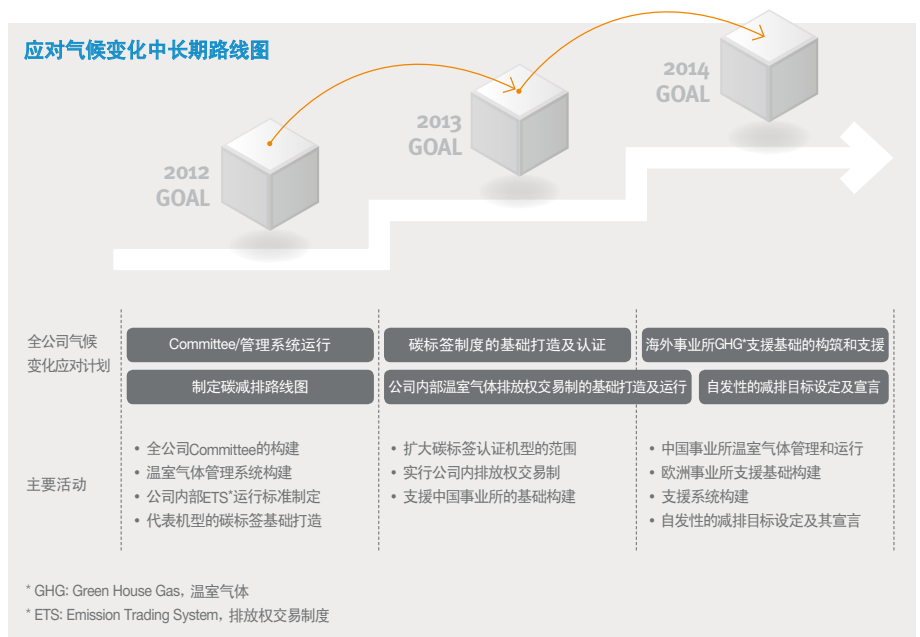 应对气候变化中长期路线图
2012
GOAL
2013
GOAL
2014
GOAL
全公司气候
变化应对计划
Committee/管理系统运行
碳标签制度的基础打造及认证
海外事业所GHG*支援基础的构筑和支援
制定碳减排路线图
公司内部温室气体排放权交易制的基础打造及运行
自发性的减排目标设定及宣言
主要活动
• 全公司Committee的构建
• 温室气体管理系统构建
• 公司内部ETS*运行标准制定
• 代表机型的碳标签基础打造
• 扩大碳标签认证机型的范围
• 实行公司内排放权交易制
• 支援中国事业所的基础构建
• 中国事业所温室气体管理和运行
• 欧洲事业所支援基础构建
• 支援系统构建
• 自发性的减排目标设定及其宣言
* GHG: Green House Gas, 温室气体
* ETS: Emission Trading System, 排放权交易制度